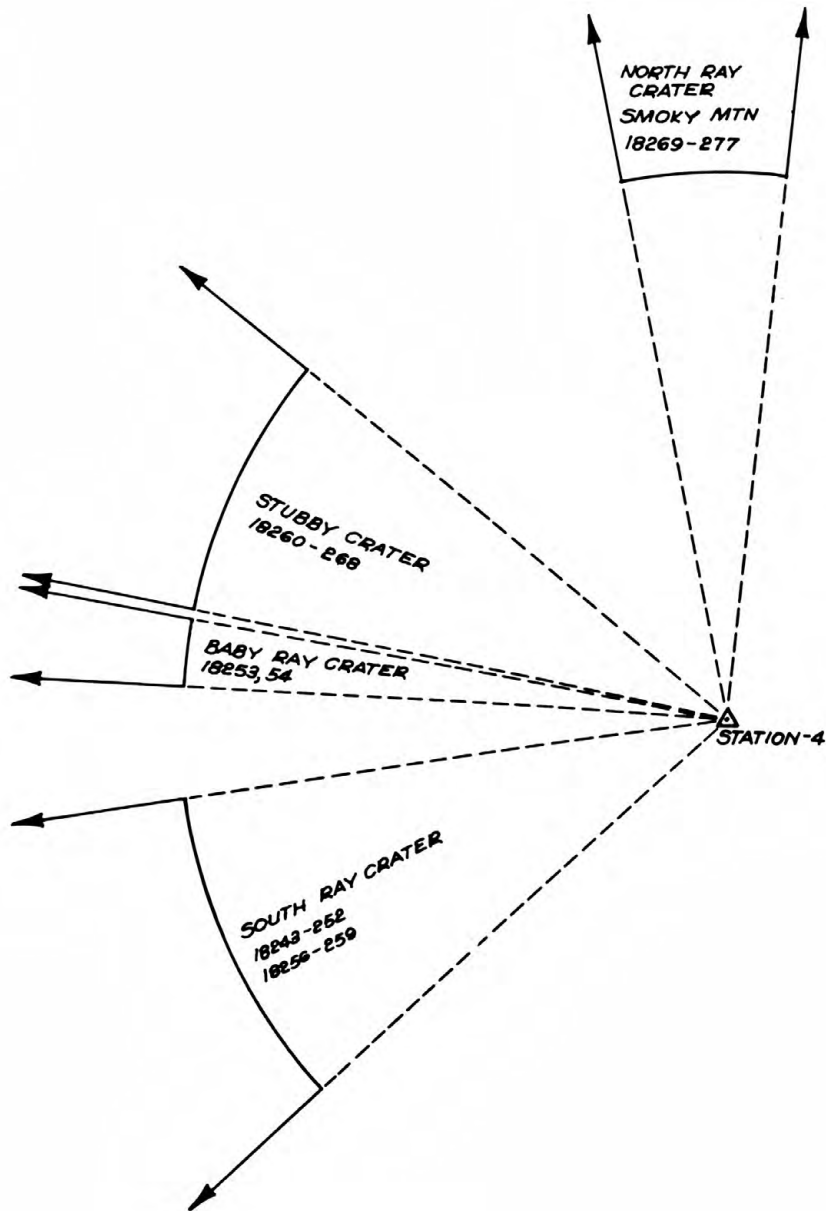 NORTH RAY
CRATER
SMOKY MTN
18269-277
STUBBY CRATER
18260-268
BABY RAY CRATER
18253,54
STATION-4
SOUTH RAY CRATER
18243-252
18256-259